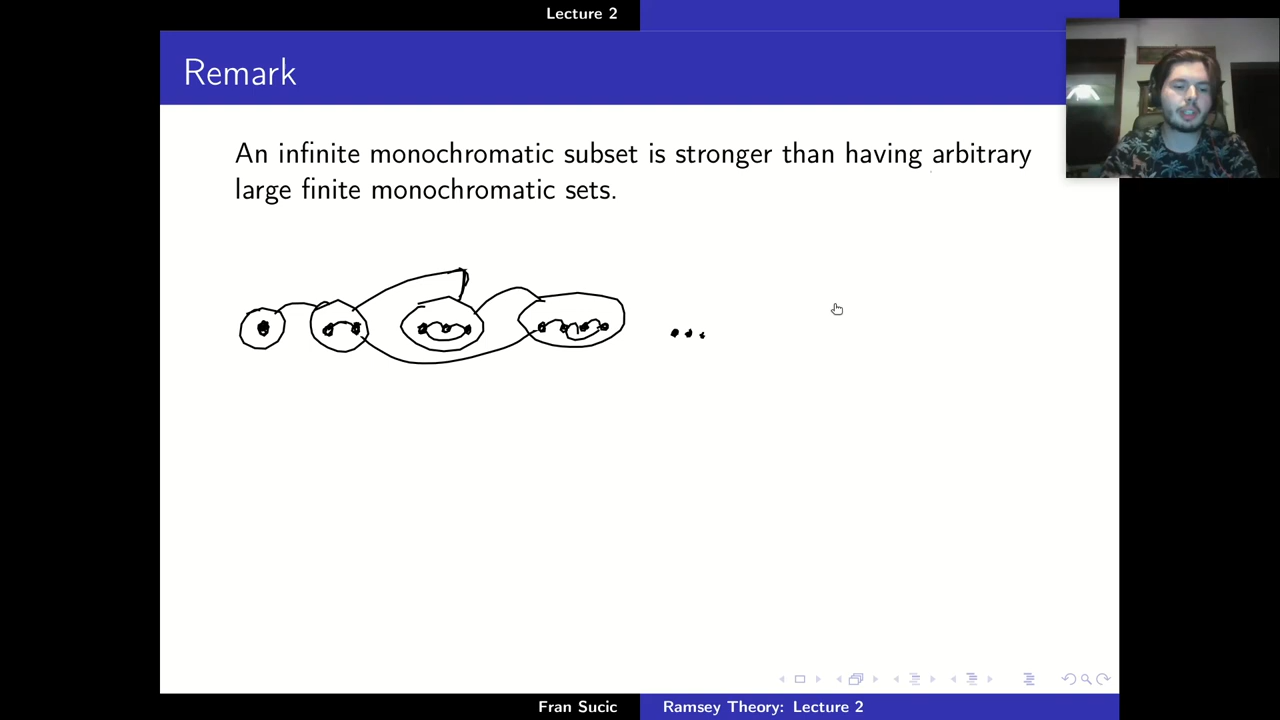 Lecture 2
Remark
An infinite monochromatic subset is stronger than having arbitrary
large finite monochromatic sets.
Fran Sucic
Ramsey Theory: Lecture 2